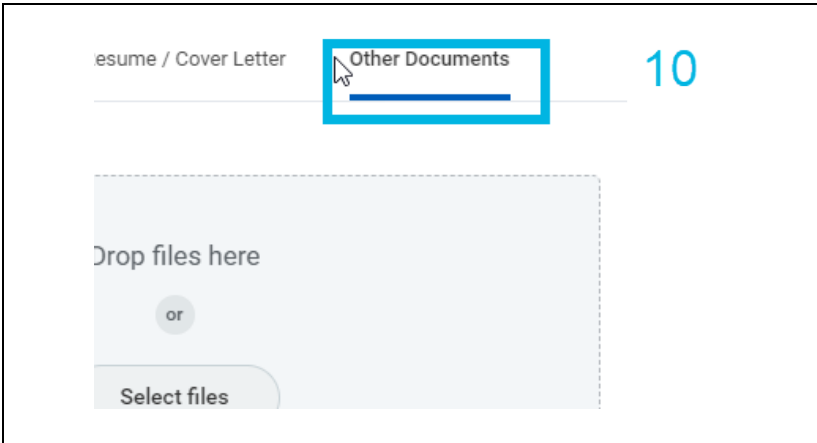 esume / Cover Letter Other Documents 10
Drop files here
or
Select files